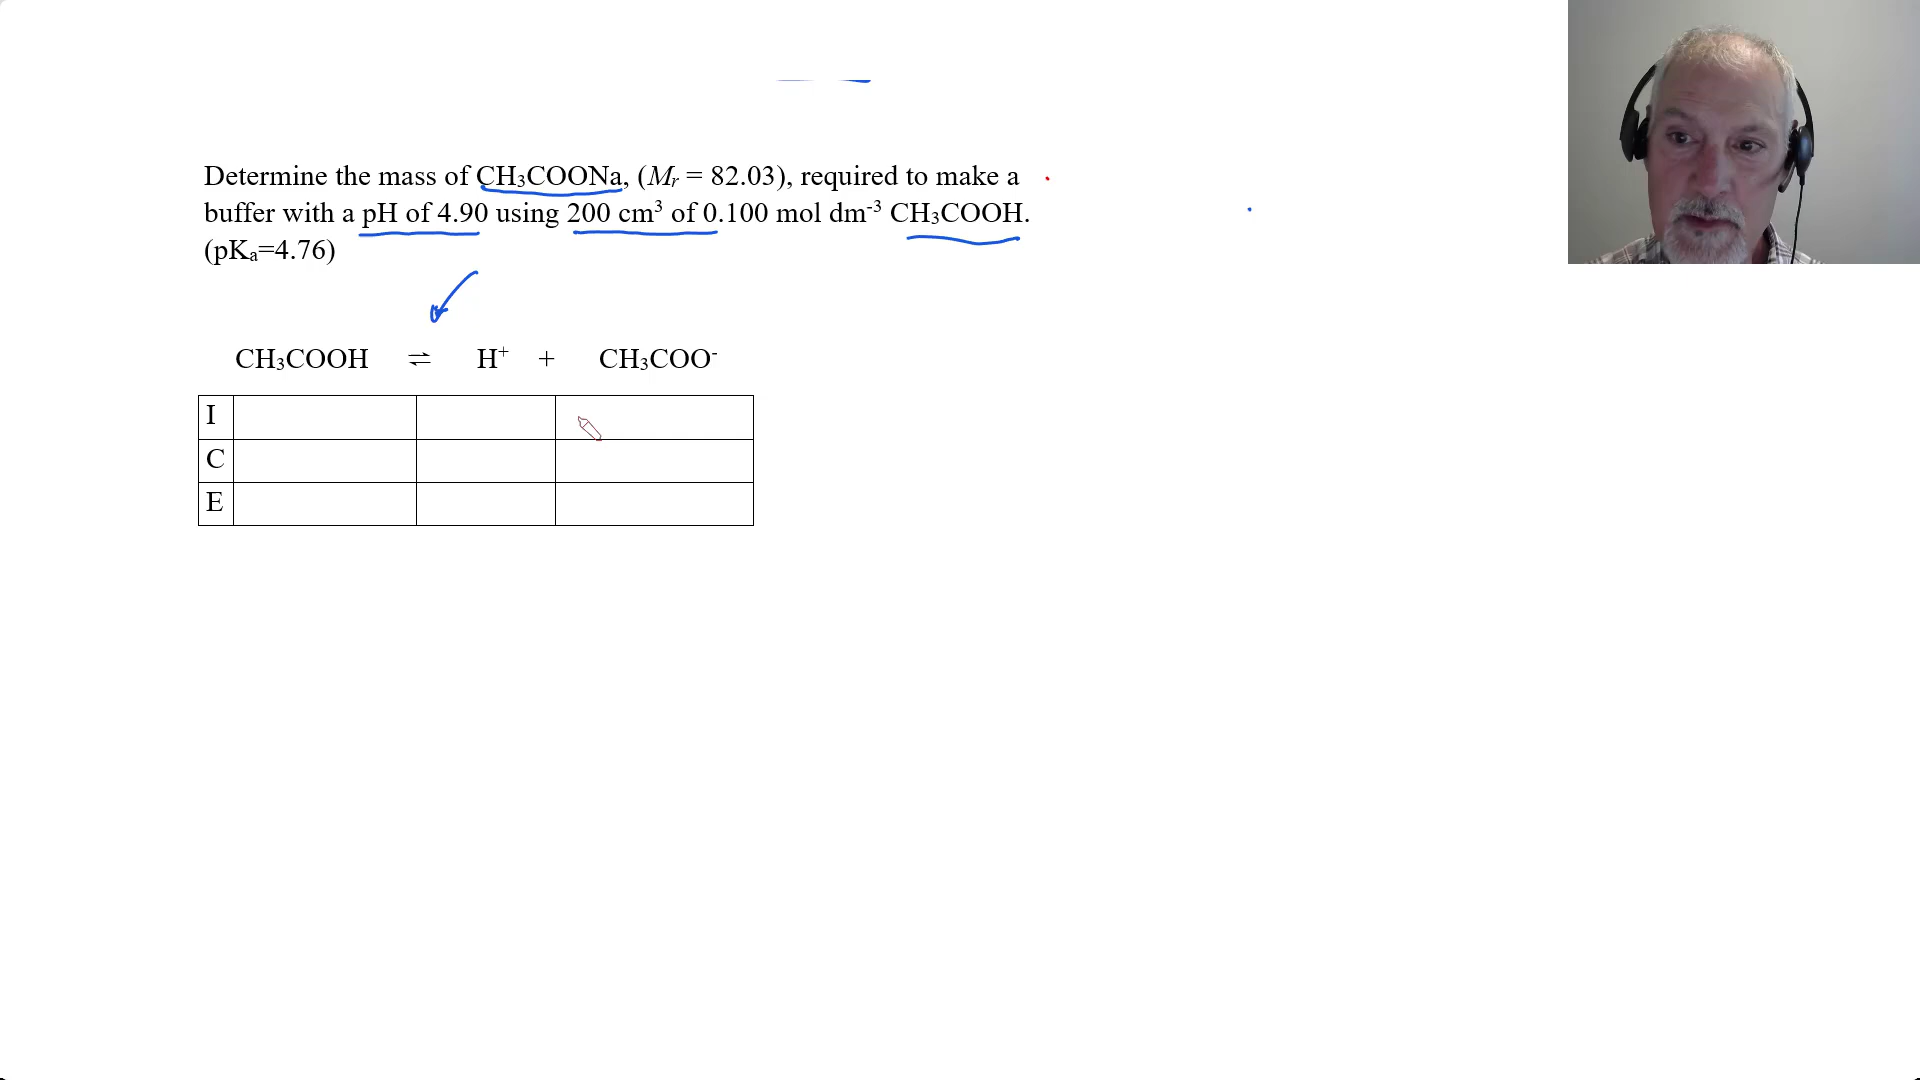 Determine the mass of CH₃COONa, (Mᵣ = 82.03), required to make a
buffer with a pH of 4.90 using 200 cm³ of 0.100 mol dm⁻³ CH₃COOH.
(pKₐ=4.76)
CH₃COOH ⇌ H⁺ + CH₃COO⁻
I
C
E